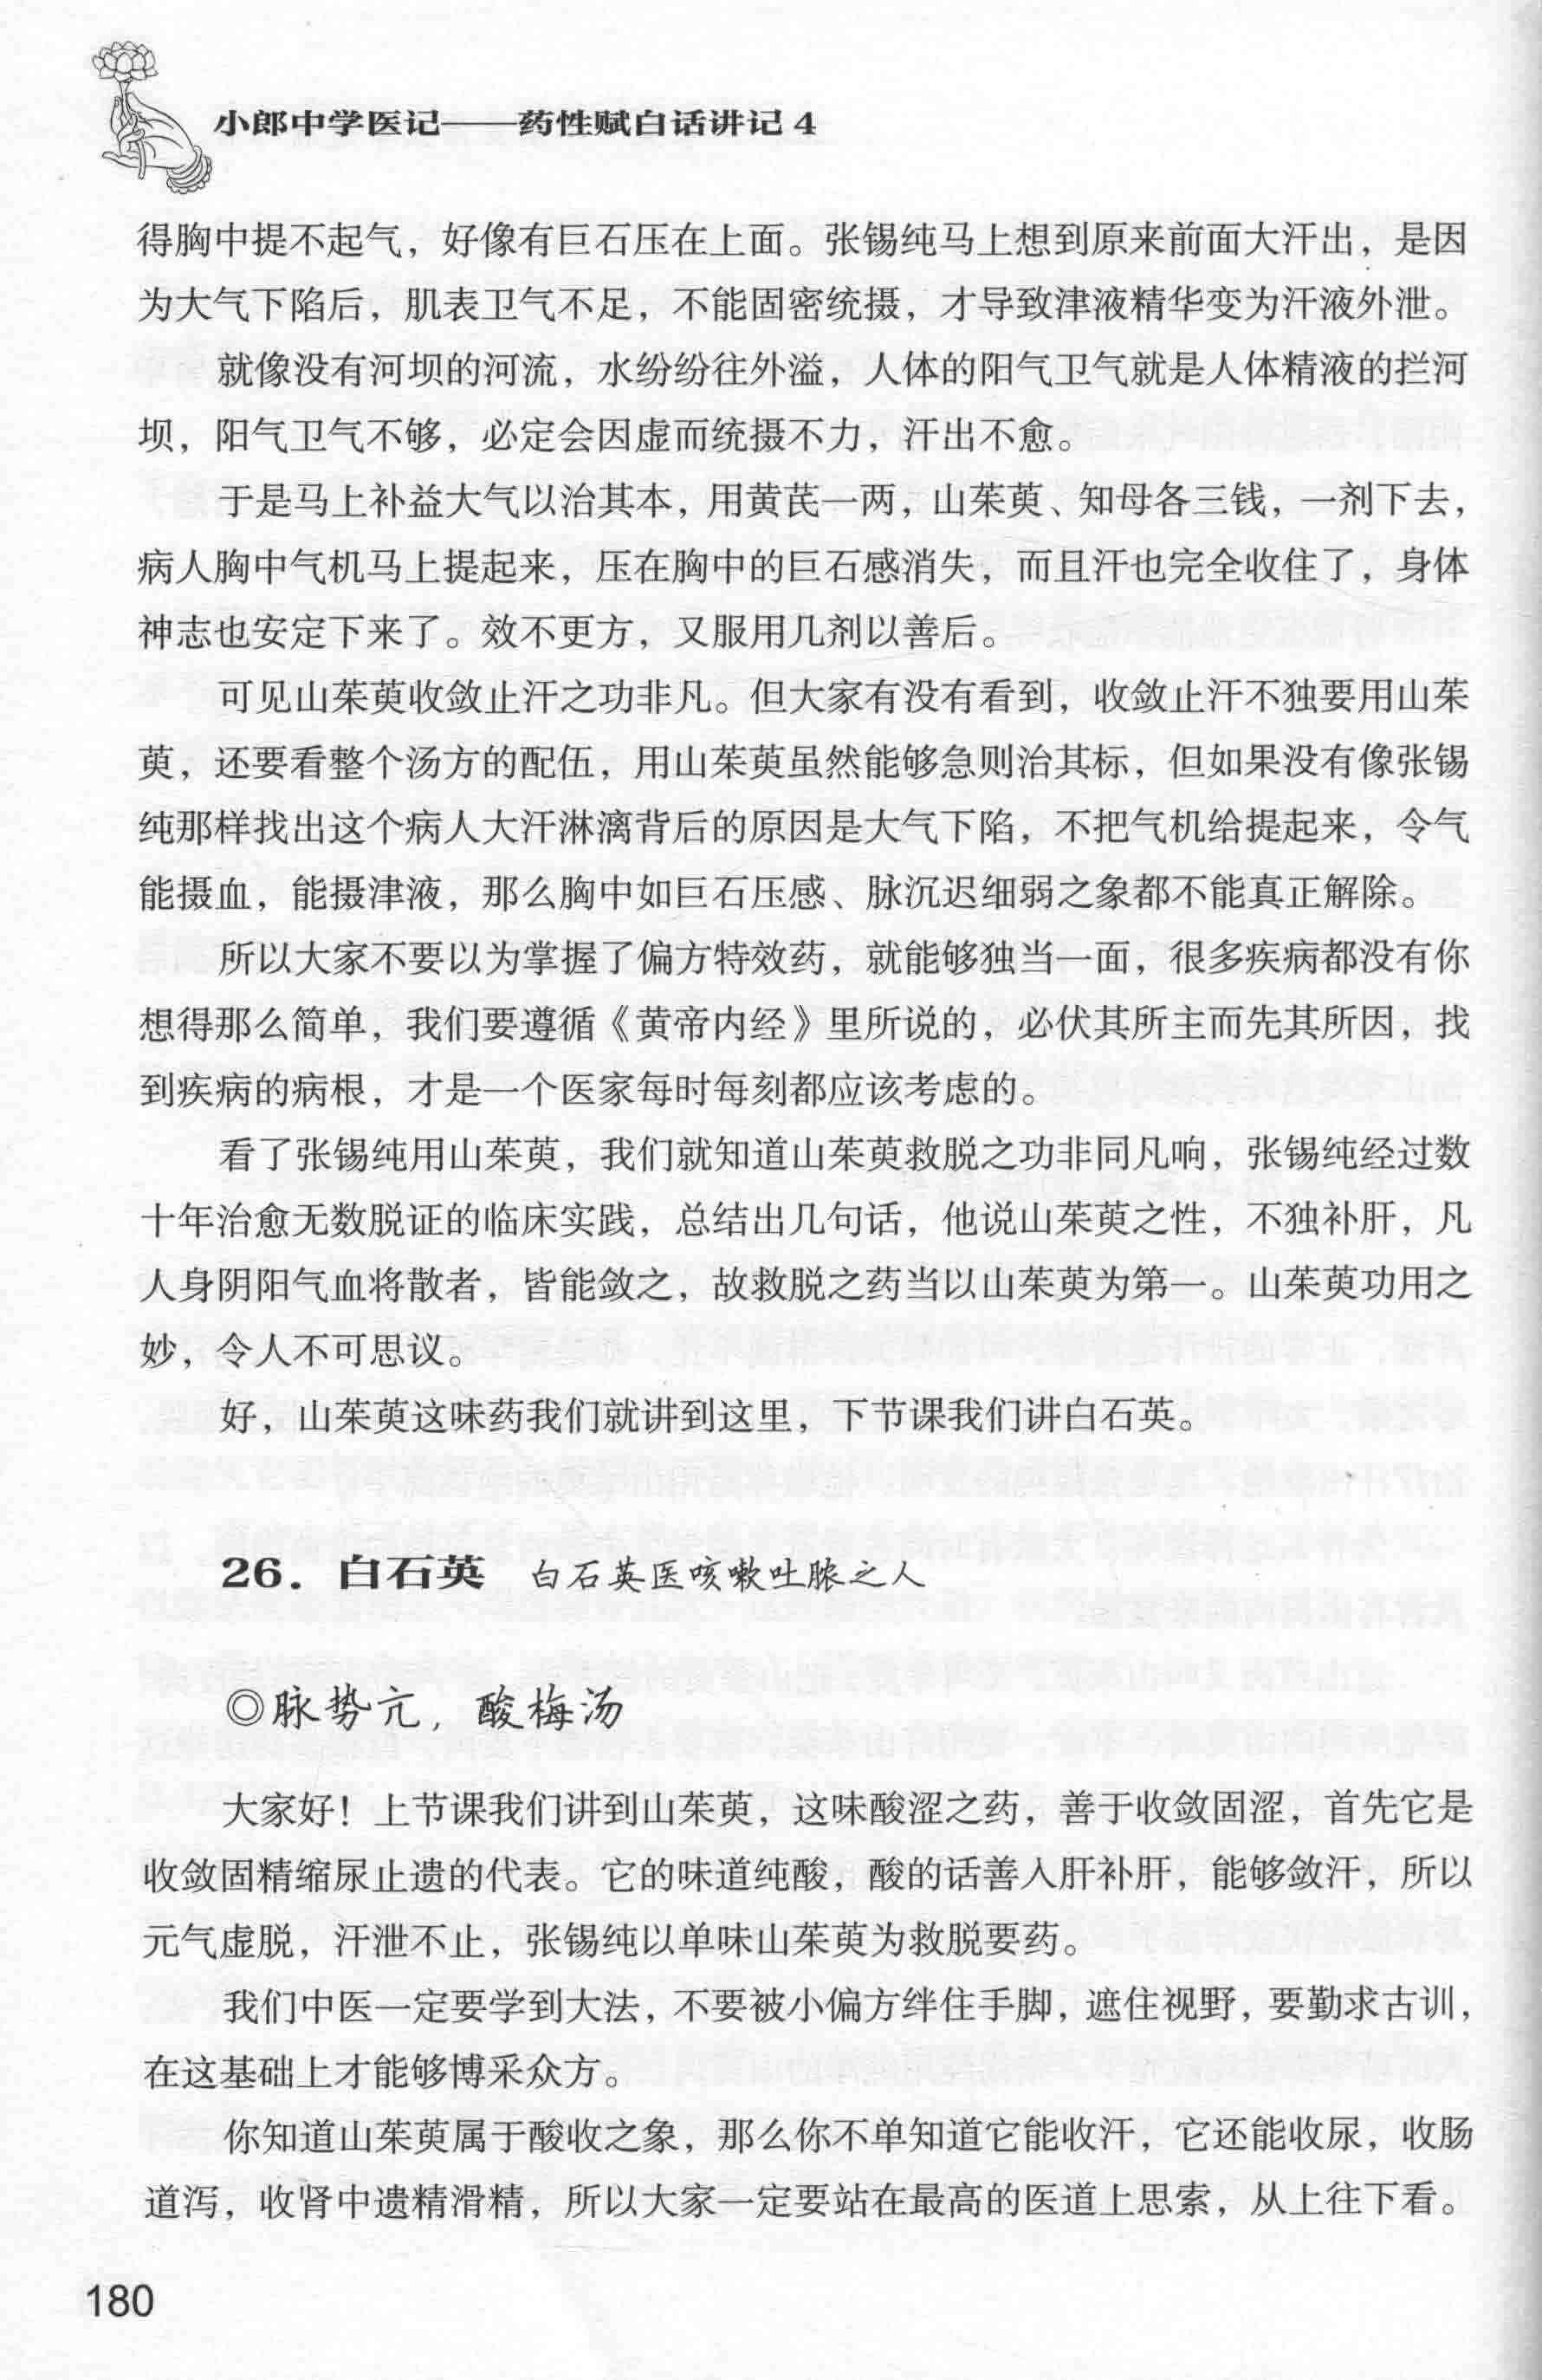 小郎中学医记——药性赋白话讲记4
得胸中提不起气，好像有巨石压在上面。张锡纯马上想到原来前面大汗出，是因
为大气下陷后，肌表卫气不足，不能固密统摄，才导致津液精华变为汗液外泄。
就像没有河坝的河流，水纷纷往外溢，人体的阳气卫气就是人体精液的拦河
坝，阳气卫气不够，必定会因虚而统摄不力，汗出不愈。
于是马上补益大气以治其本，用黄芪一两，山茱萸、知母各三钱，一剂下去，
病人胸中气机马上提起来，压在胸中的巨石感消失，而且汗也完全收住了，身体
神志也安定下来了。效不更方，又服用几剂以善后。
可见山茱萸收敛止汗之功非凡。但大家有没有看到，收敛止汗不独要用山茱
萸，还要看整个汤方的配伍，用山茱萸虽然能够急则治其标，但如果没有像张锡
纯那样找出这个病人大汗淋漓背后的原因是大气下陷，不把气机给提起来，令气
能摄血，能摄津液，那么胸中如巨石压感、脉沉迟细弱之象都不能真正解除。
所以大家不要以为掌握了偏方特效药，就能够独当一面，很多疾病都没有你
想得那么简单，我们要遵循《黄帝内经》里所说的，必伏其所主而先其所因，找
到疾病的病根，才是一个医家每时每刻都应该考虑的。
看了张锡纯用山茱萸，我们就知道山茱萸救脱之功非同凡响，张锡纯经过数
十年治愈无数脱证的临床实践，总结出几句话，他说山茱萸之性，不独补肝，凡
人身阴阳气血将散者，皆能敛之，故救脱之药当以山茱萸为第一。山茱萸功用之
妙，令人不可思议。
好，山茱萸这味药我们就讲到这里，下节课我们讲白石英。
26．白石英 白石英医咳嗽吐脓之人
◎脉势亢，酸梅汤
大家好！上节课我们讲到山茱萸，这味酸涩之药，善于收敛固涩，首先它是
收敛固精缩尿止遗的代表。它的味道纯酸，酸的话善入肝补肝，能够敛汗，所以
元气虚脱，汗泄不止，张锡纯以单味山茱萸为救脱要药。
我们中医一定要学到大法，不要被小偏方绊住手脚，遮住视野，要勤求古训，
在这基础上才能够博采众方。
你知道山茱萸属于酸收之象，那么你不单知道它能收汗，它还能收尿，收肠
道泻，收肾中遗精滑精，所以大家一定要站在最高的医道上思索，从上往下看。
180